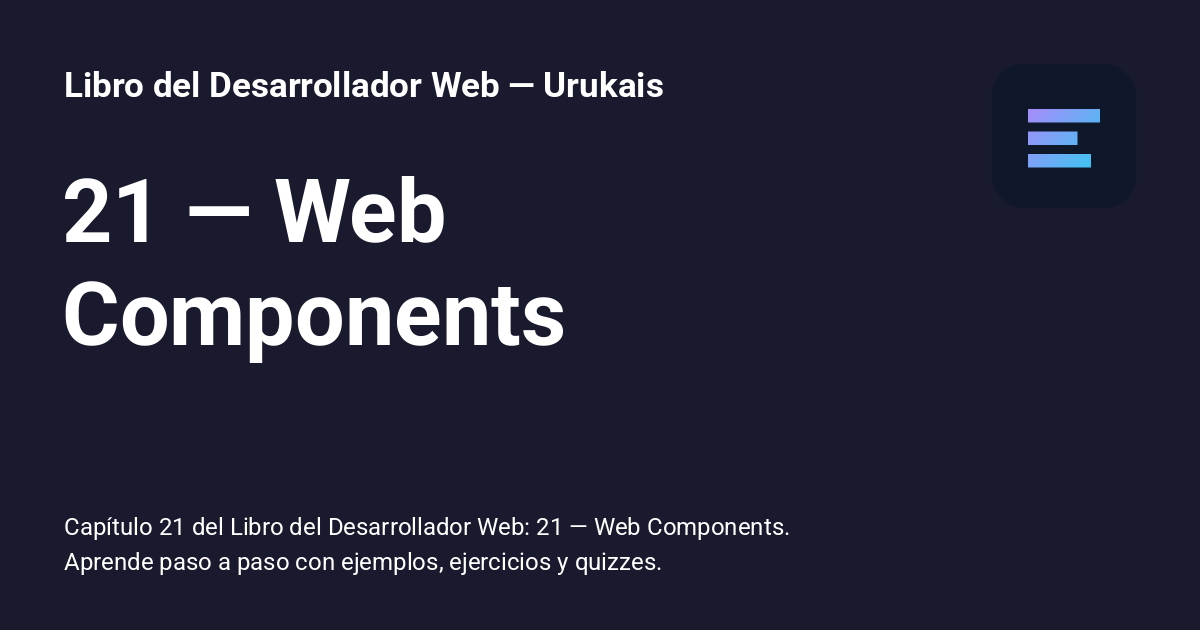 Libro del Desarrollador Web — Urukais
21 — Web
Components
Capítulo 21 del Libro del Desarrollador Web: 21 — Web Components.
Aprende paso a paso con ejemplos, ejercicios y quizzes.